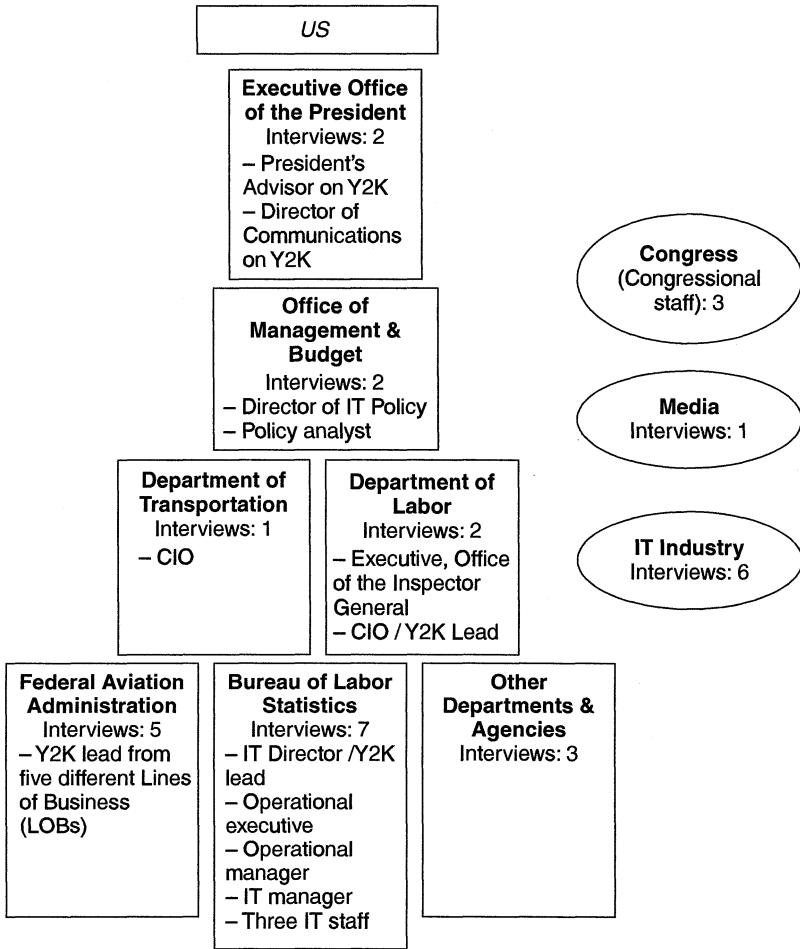 US
Executive Office
of the President
Interviews: 2
– President's
Advisor on Y2K
– Director of
Communications
on Y2K
Office of
Management &
Budget
Interviews: 2
– Director of IT Policy
– Policy analyst
Department of
Transportation
Interviews: 1
– CIO
Department of
Labor
Interviews: 2
– Executive, Office
of the Inspector
General
– CIO / Y2K Lead
Federal Aviation
Administration
Interviews: 5
– Y2K lead from
five different Lines
of Business
(LOBs)
Bureau of Labor
Statistics
Interviews: 7
– IT Director /Y2K
lead
– Operational
executive
– Operational
manager
– IT manager
– Three IT staff
Other
Departments &
Agencies
Interviews: 3
Congress
(Congressional
staff): 3
Media
Interviews: 1
IT Industry
Interviews: 6